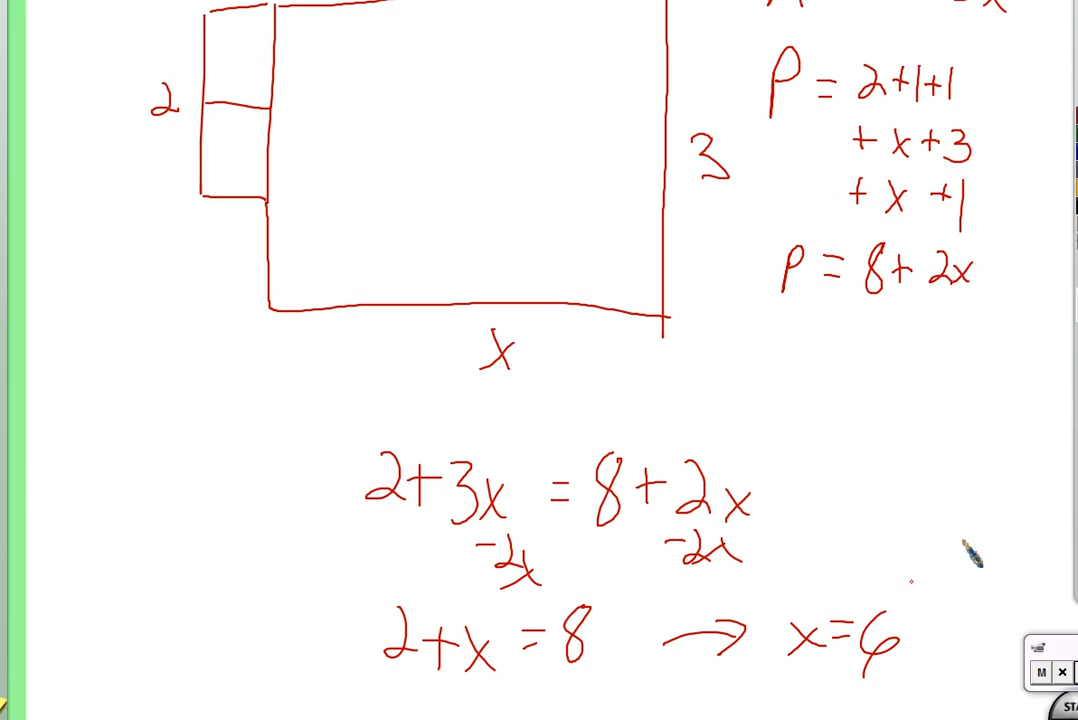 2
P = 2+1+1
+ x + 3
3
+ x + 1
P = 8 + 2x
x
2 + 3x = 8 + 2x
-2x -2x
2 + x = 8 → x = 6
M